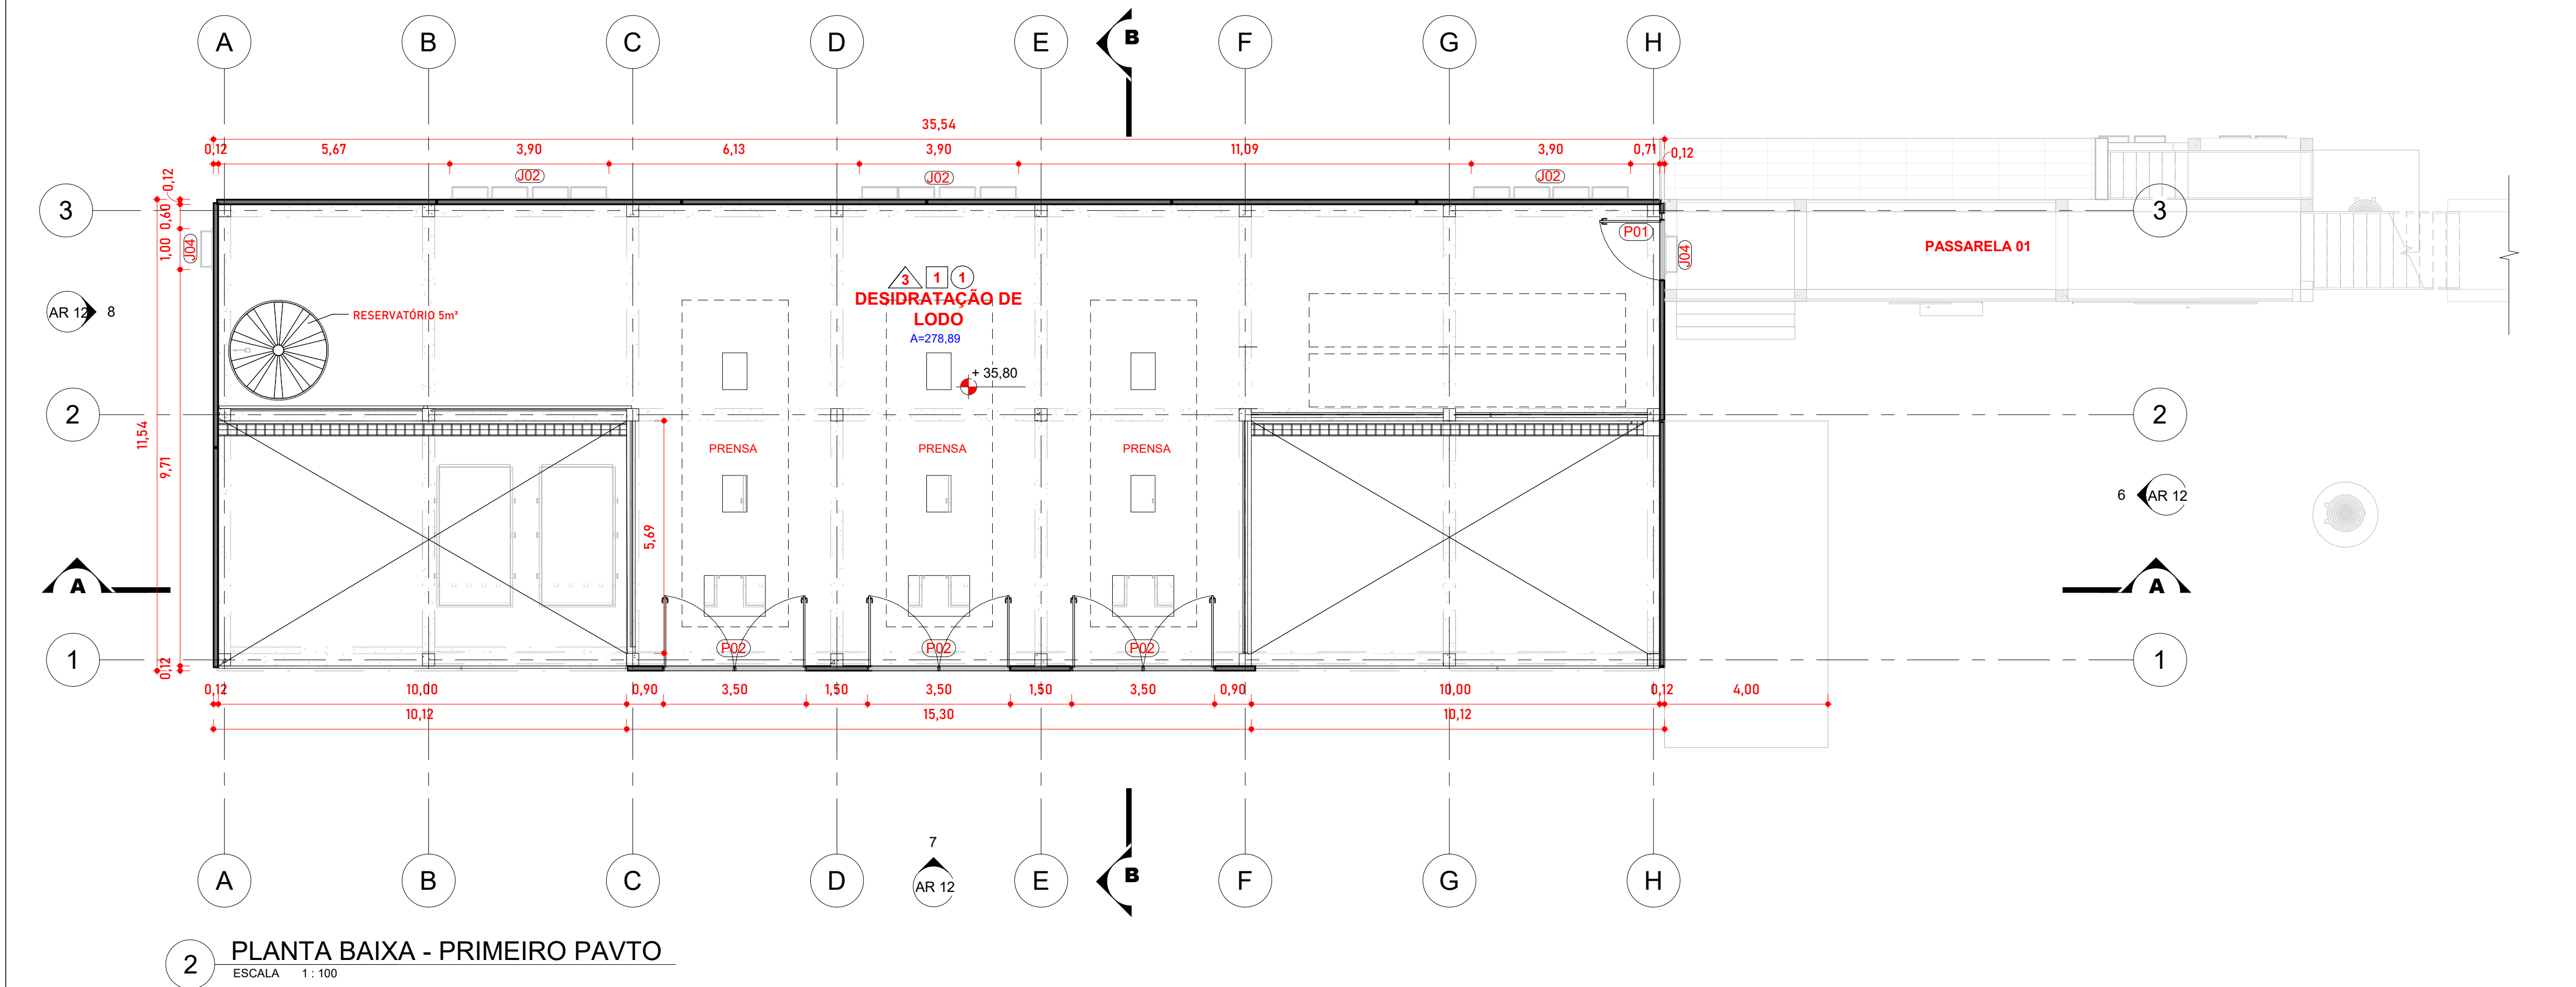 A B C D E B F G H
35,54
0,12 5,67 3,90 6,13 3,90 11,09 3,90 0,71 0,12
J02 J02 J02
0,12
0,60
1,00
J04
3 3
P01
J04
PASSARELA 01
3 1 1
DESIDRATAÇÃO DE
LODO
A=278,89
+ 35,80
AR 12 8
RESERVATÓRIO 5m³
2 2
11,54
9,71
PRENSA PRENSA PRENSA
5,69
6 AR 12
A A
P02 P02 P02
1 1
0,12
0,12 10,00 0,90 3,50 1,50 3,50 1,50 3,50 0,90 10,00 0,12 4,00
10,12 15,30 10,12
7
AR 12
A B C D E B F G H
2 PLANTA BAIXA - PRIMEIRO PAVTO
ESCALA 1 : 100